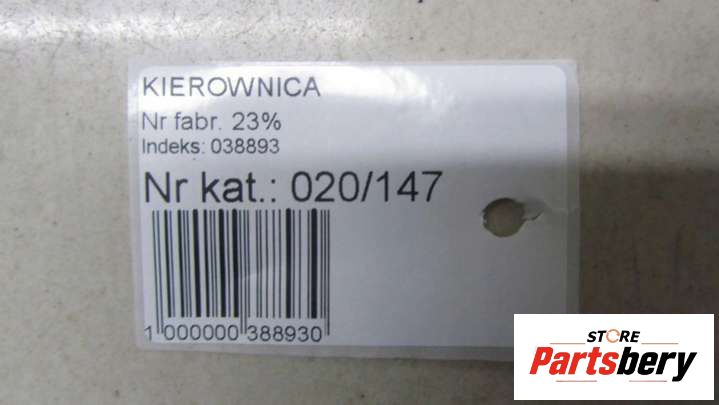 KIEROWNICA
Nr fabr. 23%
Indeks: 038893
Nr kat.: 020/147
1 000000 388930
STORE
Partsbery